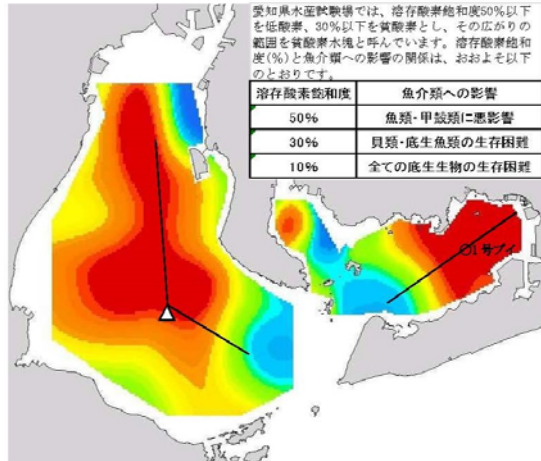 愛知県水産試験場では、溶存酸素飽和度50%以下
を低酸素、30%以下を貧酸素とし、その広がりの
範囲を貧酸素水塊と呼んでいます。溶存酸素飽和
度(%)と魚介類への影響の関係は、おおよそ以下
のとおりです。
溶存酸素飽和度 魚介類への影響
50% 魚類・甲殻類に悪影響
30% 貝類・底生魚類の生存困難
10% 全ての底生生物の生存困難
○1号ブイ